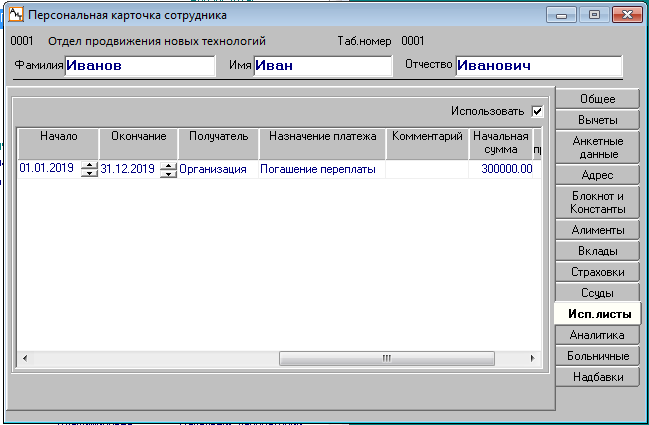 Персональная карточка сотрудника
0001 Отдел продвижения новых технологий Таб.номер 0001
Фамилия Иванов Имя Иван Отчество Иванович
Использовать
Начало Окончание Получатель Назначение платежа Комментарий Начальная сумма
01.01.2019 31.12.2019 Организация Погашение переплаты 300000.00
Общее
Вычеты
Анкетные
данные
Адрес
Блокнот и
Константы
Алименты
Вклады
Страховки
Ссуды
Исп.листы
Аналитика
Больничные
Надбавки